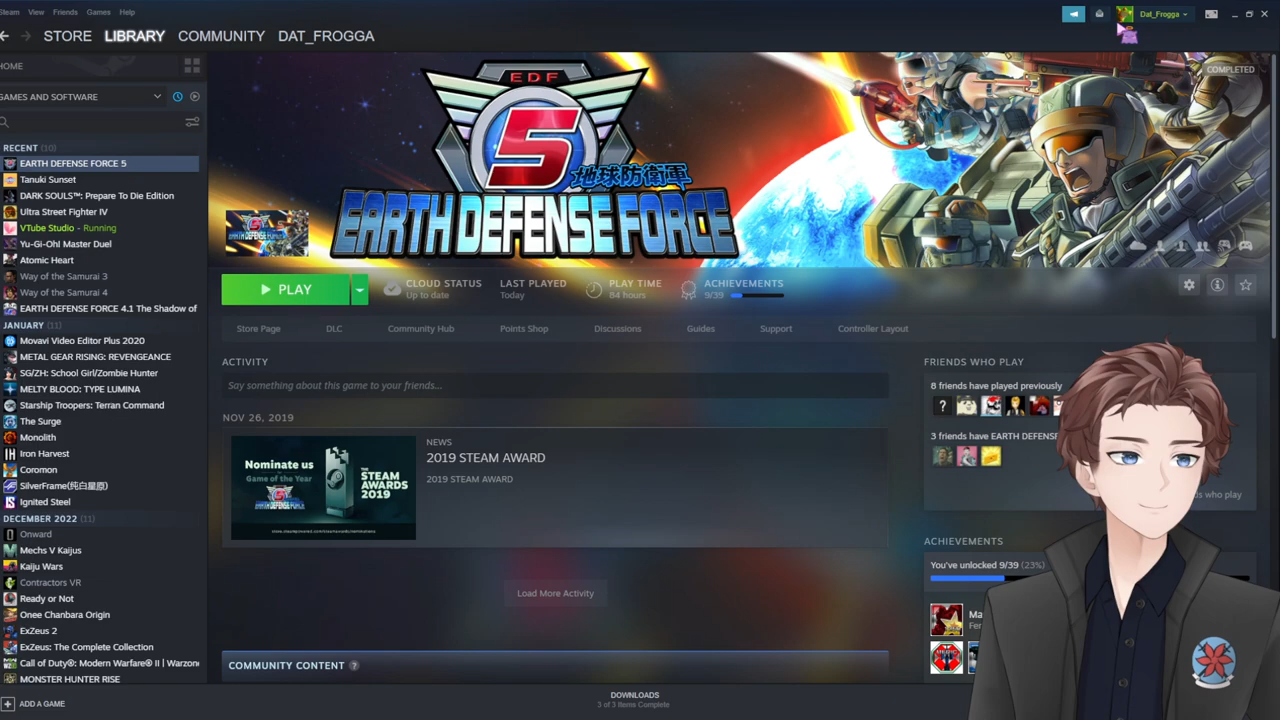 Steam View Friends Games Help
Dat_Frogga
STORE LIBRARY COMMUNITY DAT_FROGGA
HOME
GAMES AND SOFTWARE
RECENT (10)
EARTH DEFENSE FORCE 5
Tanuki Sunset
DARK SOULS™: Prepare To Die Edition
Ultra Street Fighter IV
VTube Studio - Running
Yu-Gi-Oh! Master Duel
Atomic Heart
Way of the Samurai 3
Way of the Samurai 4
EARTH DEFENSE FORCE 4.1 The Shadow of
JANUARY (11)
Movavi Video Editor Plus 2020
METAL GEAR RISING: REVENGEANCE
SG/ZH: School Girl/Zombie Hunter
MELTY BLOOD: TYPE LUMINA
Starship Troopers: Terran Command
The Surge
Monolith
Iron Harvest
Coromon
SilverFrame(纯白星原)
Ignited Steel
DECEMBER 2022 (11)
Onward
Mechs V Kaijus
Kaiju Wars
Contractors VR
Ready or Not
Onee Chanbara Origin
ExZeus 2
ExZeus: The Complete Collection
Call of Duty®: Modern Warfare® II | Warzon
MONSTER HUNTER RISE
ADD A GAME
EDF
5
地球防衛軍
EARTH DEFENSE FORCE
COMPLETED
PLAY
CLOUD STATUS
Up to date
LAST PLAYED
Today
PLAY TIME
84 hours
ACHIEVEMENTS
9/39
Store Page DLC Community Hub Points Shop Discussions Guides Support Controller Layout
ACTIVITY
Say something about this game to your friends...
NOV 26, 2019
Nominate us
Game of the Year
THE
STEAM
AWARDS
2019
NEWS
2019 STEAM AWARD
2019 STEAM AWARD
Load More Activity
COMMUNITY CONTENT ?
FRIENDS WHO PLAY
8 friends have played previously
?
3 friends have EARTH DEFENSE
who play
ACHIEVEMENTS
You've unlocked 9/39 (23%)
Ma
Fen
DOWNLOADS
3 of 3 Items Complete